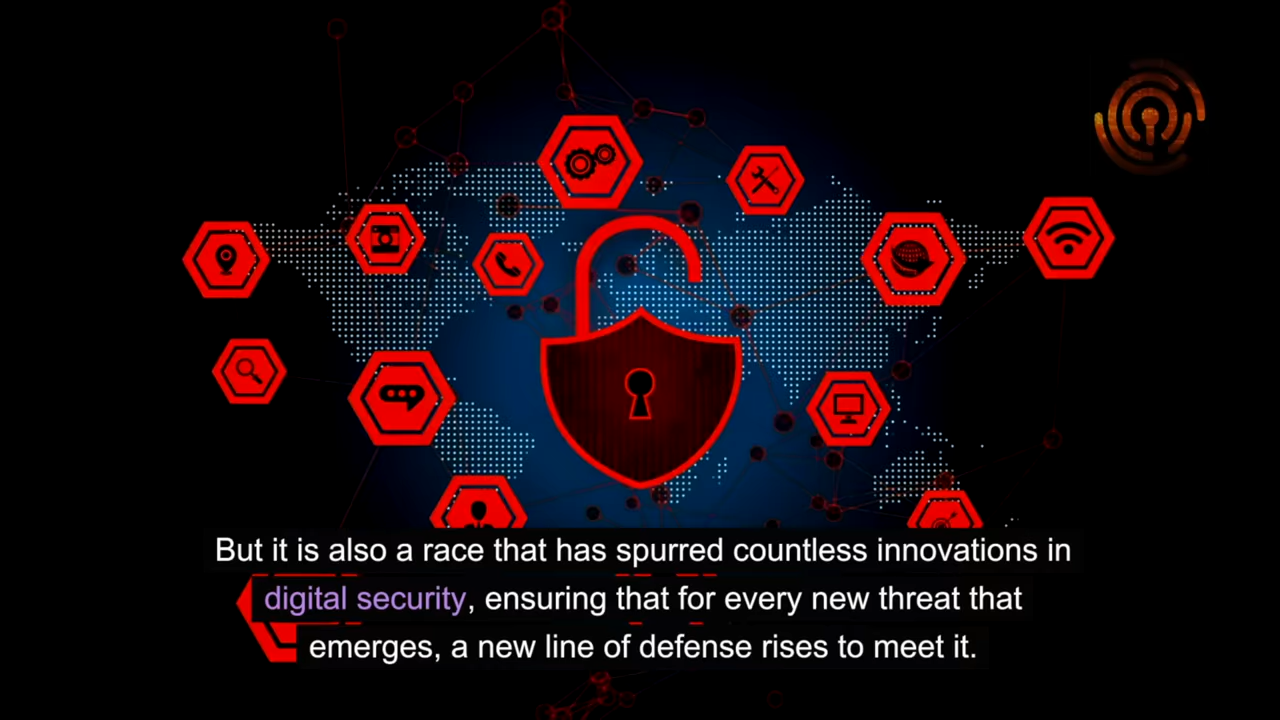 But it is also a race that has spurred countless innovations in
digital security, ensuring that for every new threat that
emerges, a new line of defense rises to meet it.